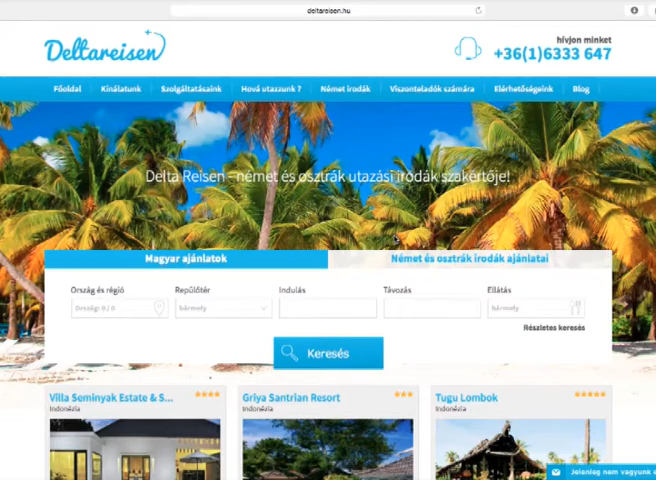 deltareisen.hu
Deltareisen
hívjon minket
+36(1)6333 647
Főoldal Kínálatunk Szolgáltatásaink Hová utazzunk ? Német irodák Viszonteladók számára Elérhetőségeink Blog
Delta Reisen - német és osztrák utazási irodák szakértője!
Magyar ajánlatok Német és osztrák irodák ajánlatai
Ország és régió Repülőtér Indulás Távozás Ellátás
Ország: 0 / 0 bármely bármely
Részletes keresés
Keresés
Villa Seminyak Estate & S... Griya Santrian Resort Tugu Lombok
Indonézia Indonézia Indonézia
Jelenleg nem vagyunk e